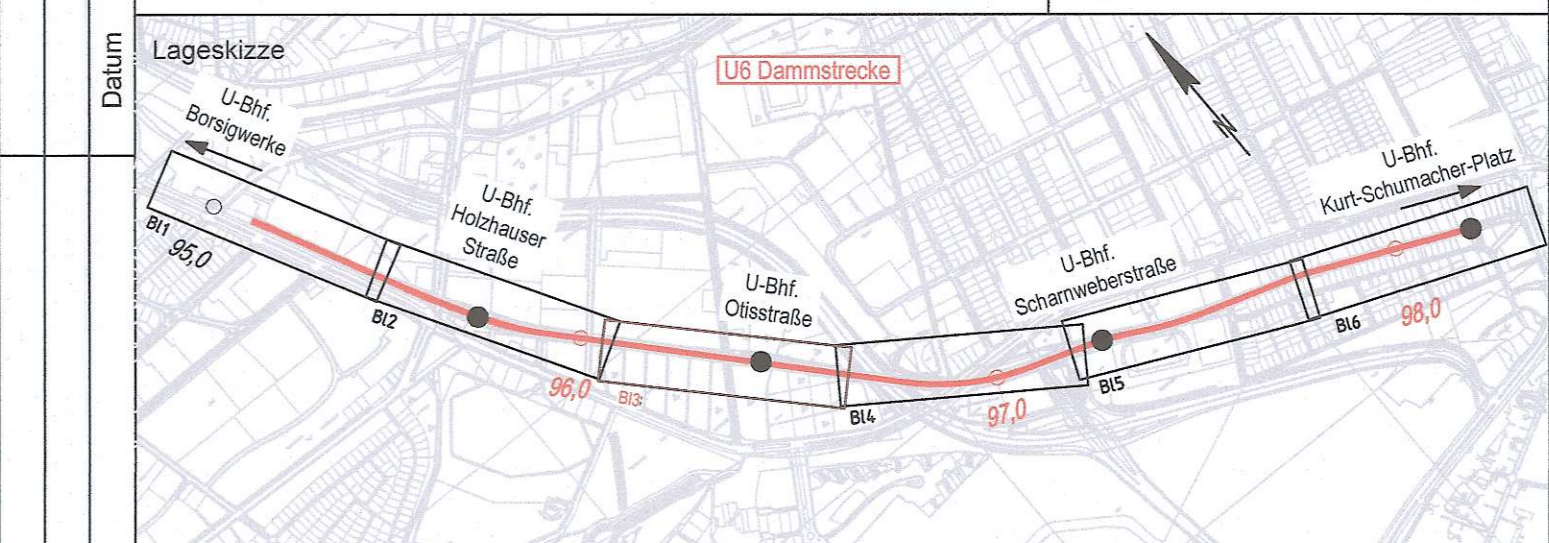 Datum
Lageskizze
U6 Dammstrecke
N
U-Bhf.
Borsigwerke
U-Bhf.
Holzhauser
Straße
U-Bhf.
Otisstraße
U-Bhf.
Scharnweberstraße
U-Bhf.
Kurt-Schumacher-Platz
Bl1
95,0
Bl2
96,0
Bl3
Bl4
97,0
Bl5
Bl6
98,0